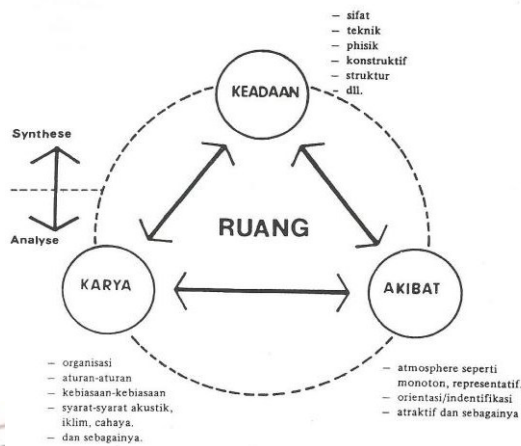 — sifat
— teknik
— phisik
— konstruktif
— struktur
— dll.
KEADAAN
Synthese
Analyse
RUANG
KARYA
AKIBAT
— organisasi
— aturan-aturan
— kebiasaan-kebiasaan
— syarat-syarat akustik,
iklim, cahaya.
— dan sebagainya.
— atmosphere seperti
monoton, representatif.
— orientasi/indentifikasi
— atraktif dan sebagainya